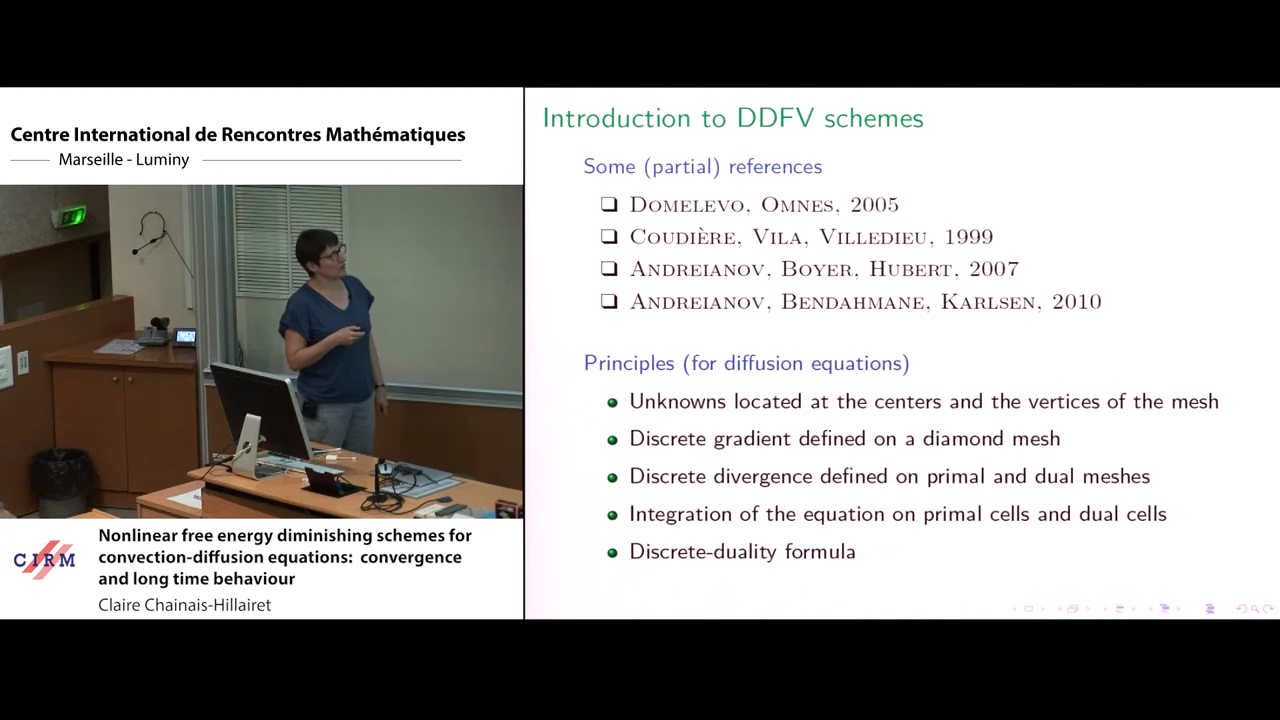 Centre International de Rencontres Mathématiques
Marseille - Luminy
CIRM
Nonlinear free energy diminishing schemes for
convection-diffusion equations: convergence
and long time behaviour
Claire Chainais-Hillairet
Introduction to DDFV schemes
Some (partial) references
❏ DOMELEVO, OMNES, 2005
❏ COUDIÈRE, VILA, VILLEDIEU, 1999
❏ ANDREIANOV, BOYER, HUBERT, 2007
❏ ANDREIANOV, BENDAHMANE, KARLSEN, 2010
Principles (for diffusion equations)
• Unknowns located at the centers and the vertices of the mesh
• Discrete gradient defined on a diamond mesh
• Discrete divergence defined on primal and dual meshes
• Integration of the equation on primal cells and dual cells
• Discrete-duality formula